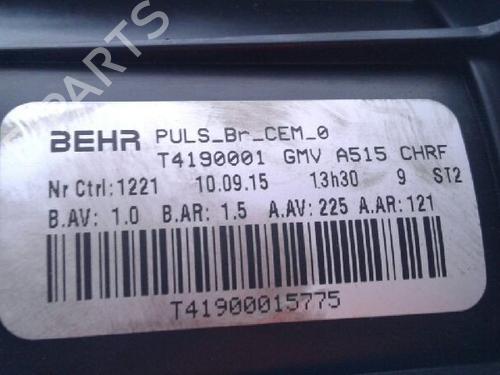 BEHR PULS_Br_CEM_0
T4190001 GMV A515 CHRF
Nr Ctrl:1221 10.09.15 13h30 9 ST2
B.AV: 1.0 B.AR: 1.5 A.AV: 225 A.AR: 121
T41900015775
B-PARTS